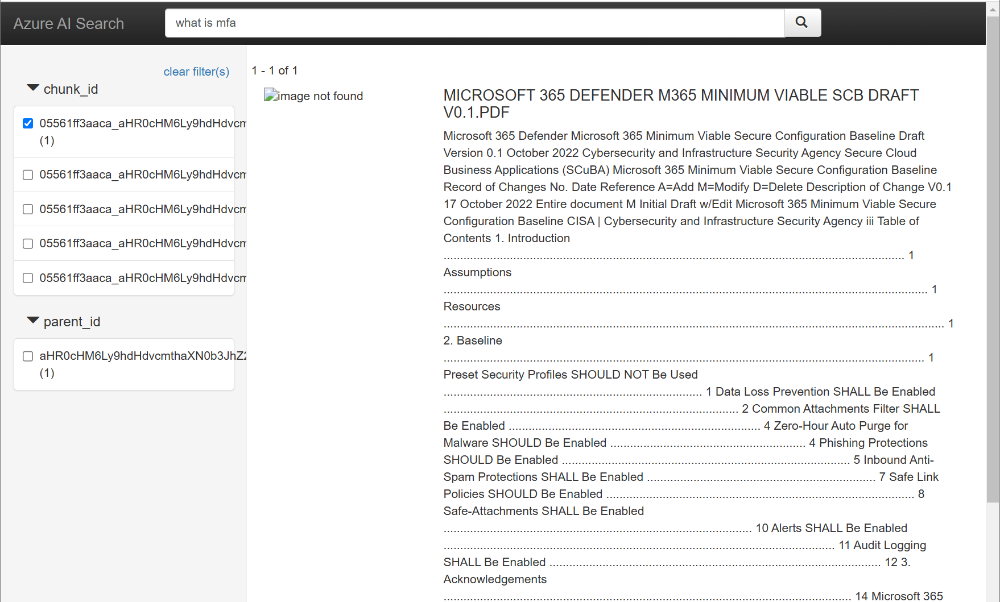 Azure AI Search
what is mfa
clear filter(s)
chunk_id
05561ff3aaca_aHR0cHM6Ly9hdHdvcm
(1)
05561ff3aaca_aHR0cHM6Ly9hdHdvcm
05561ff3aaca_aHR0cHM6Ly9hdHdvcm
05561ff3aaca_aHR0cHM6Ly9hdHdvcm
05561ff3aaca_aHR0cHM6Ly9hdHdvcm
parent_id
aHR0cHM6Ly9hdHdvcmthaXN0b3JhZ2
(1)
1 - 1 of 1
image not found
MICROSOFT 365 DEFENDER M365 MINIMUM VIABLE SCB DRAFT
V0.1.PDF
Microsoft 365 Defender Microsoft 365 Minimum Viable Secure Configuration Baseline Draft
Version 0.1 October 2022 Cybersecurity and Infrastructure Security Agency Secure Cloud
Business Applications (SCuBA) Microsoft 365 Minimum Viable Secure Configuration Baseline
Record of Changes No. Date Reference A=Add M=Modify D=Delete Description of Change V0.1
17 October 2022 Entire document M Initial Draft w/Edit Microsoft 365 Minimum Viable Secure
Configuration Baseline CISA | Cybersecurity and Infrastructure Security Agency iii Table of
Contents 1. Introduction
........................................................................................................................................... 1
Assumptions
.................................................................................................................................................. 1
Resources
....................................................................................................................................................... 1
2. Baseline
................................................................................................................................................. 1
Preset Security Profiles SHOULD NOT Be Used
.............................................................................. 1 Data Loss Prevention SHALL Be Enabled
......................................................................................... 2 Common Attachments Filter SHALL
Be Enabled ............................................................................ 4 Zero-Hour Auto Purge for
Malware SHOULD Be Enabled ........................................................... 4 Phishing Protections
SHOULD Be Enabled ....................................................................................... 5 Inbound Anti-
Spam Protections SHALL Be Enabled ..................................................................... 7 Safe Link
Policies SHOULD Be Enabled ............................................................................................. 8
Safe-Attachments SHALL Be Enabled
............................................................................................. 10 Alerts SHALL Be Enabled
...................................................................................................................... 11 Audit Logging
SHALL Be Enabled .................................................................................................... 12 3.
Acknowledgements
........................................................................................................................... 14 Microsoft 365